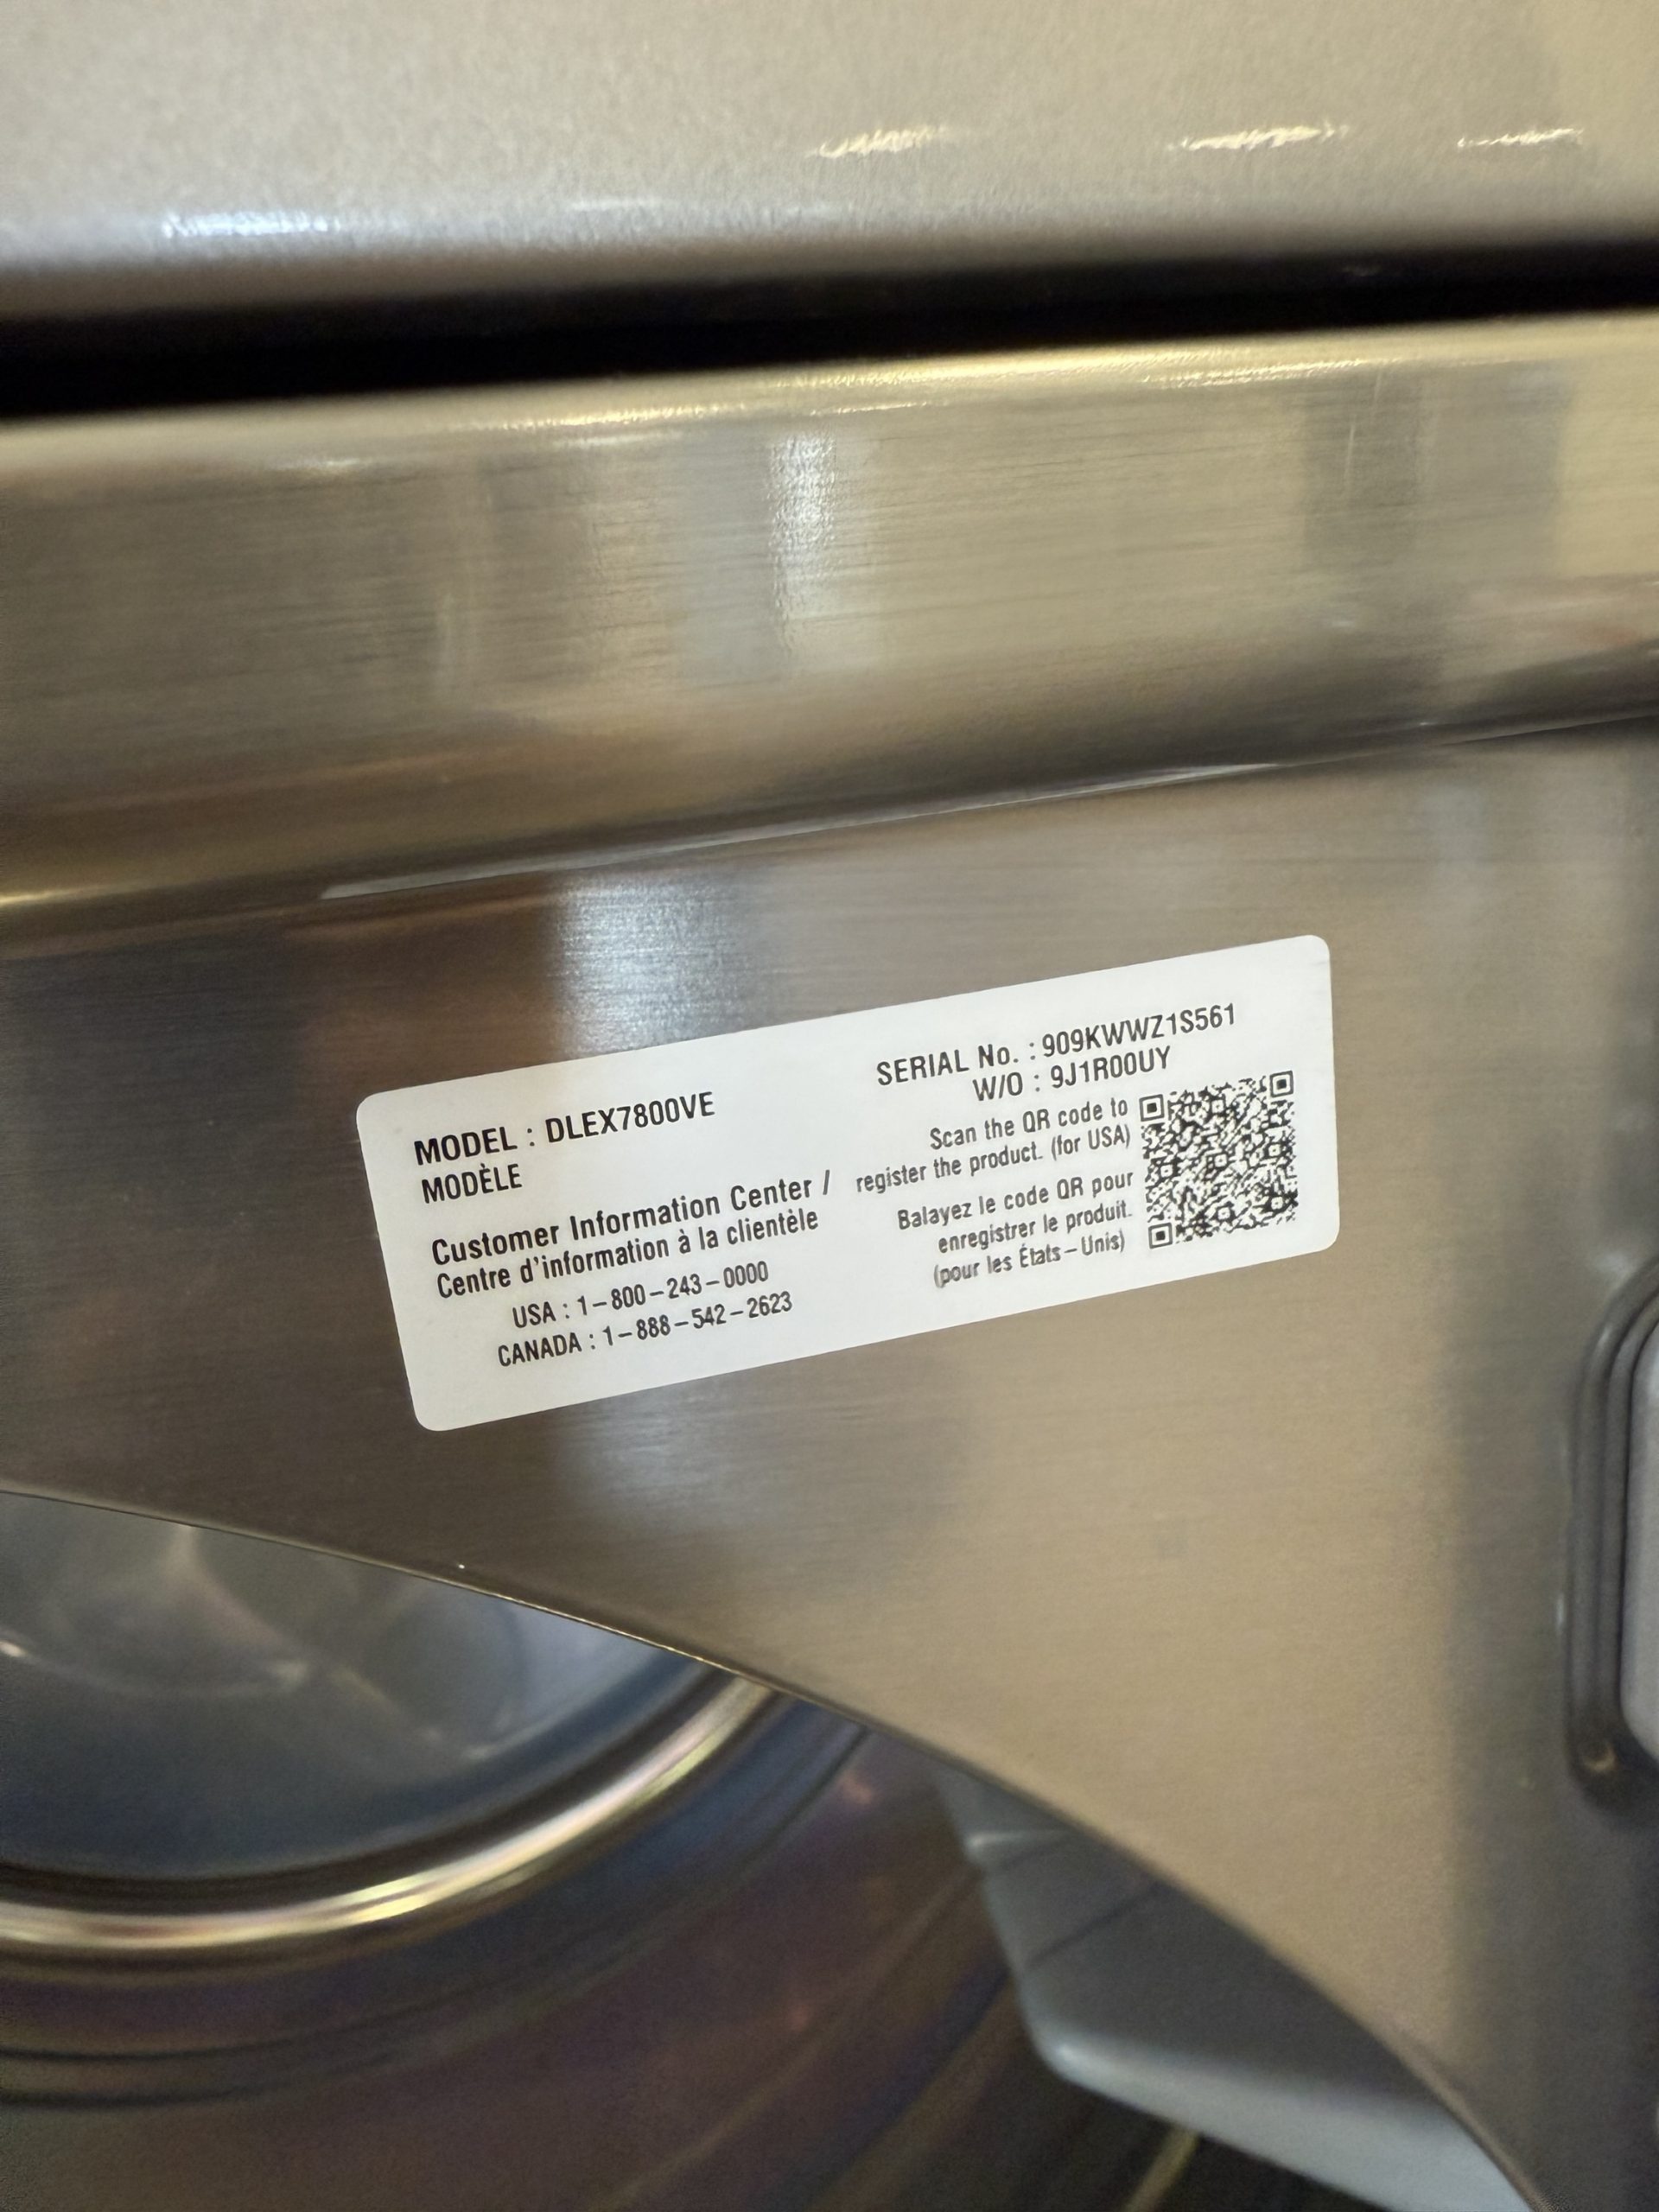 MODEL : DLEX7800VE
MODÈLE
Customer Information Center /
Centre d'information à la clientèle
USA : 1-800-243-0000
CANADA : 1-888-542-2623
SERIAL No. : 909KWWZ1S561
W/O : 9J1R00UY
Scan the QR code to
register the product. (for USA)
Balayez le code QR pour
enregistrer le produit.
(pour les États-Unis)